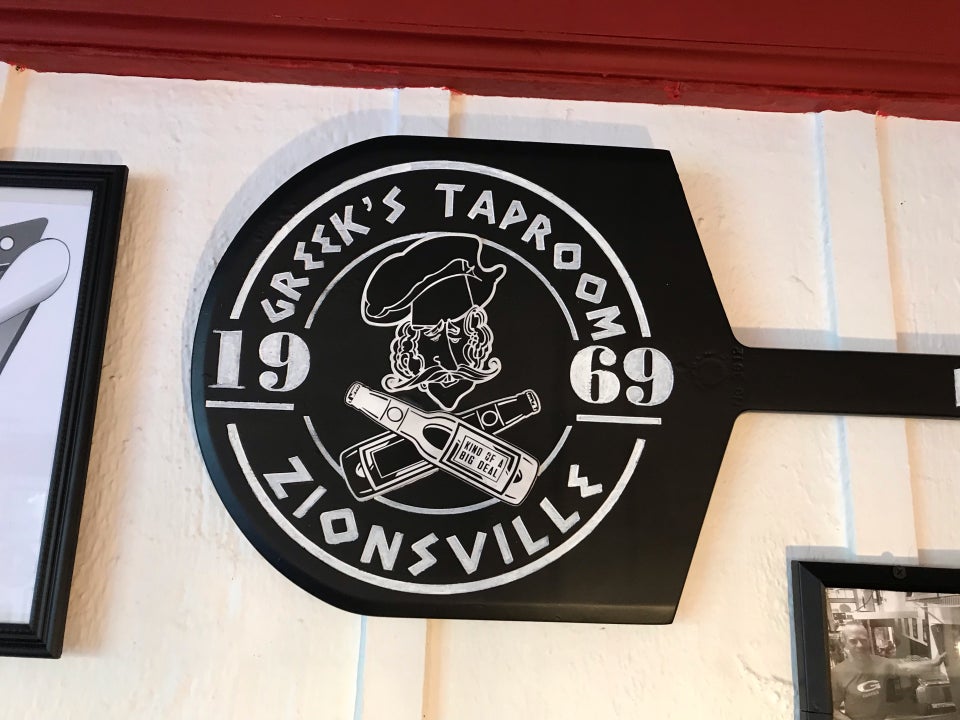 GREEK'S TAPROOM
19 69
KIND OF A
BIG DEAL
ZIONSVILLE